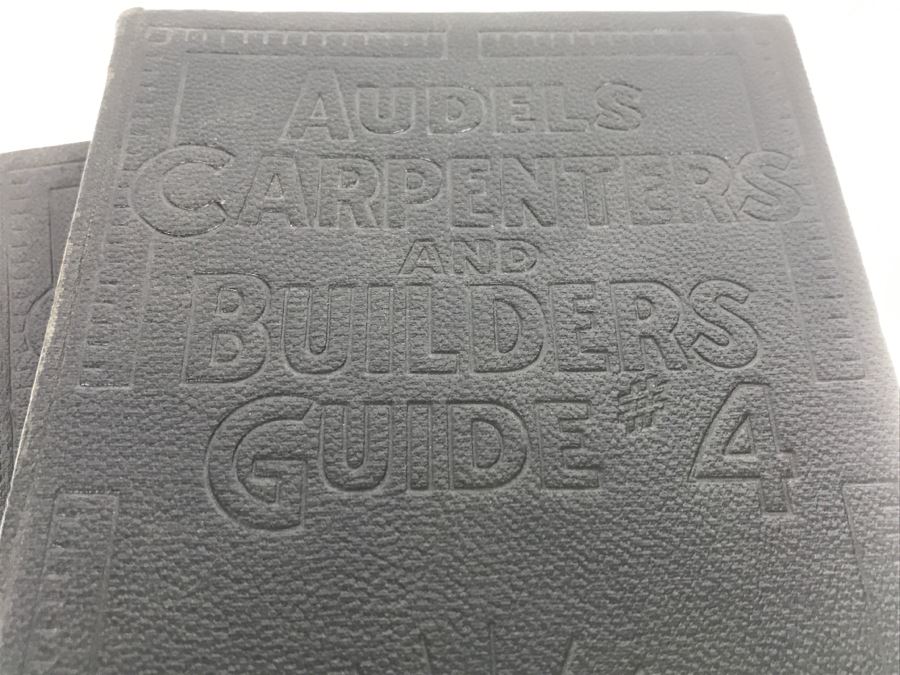 AUDELS
CARPENTERS
AND
BUILDERS
GUIDE # 4